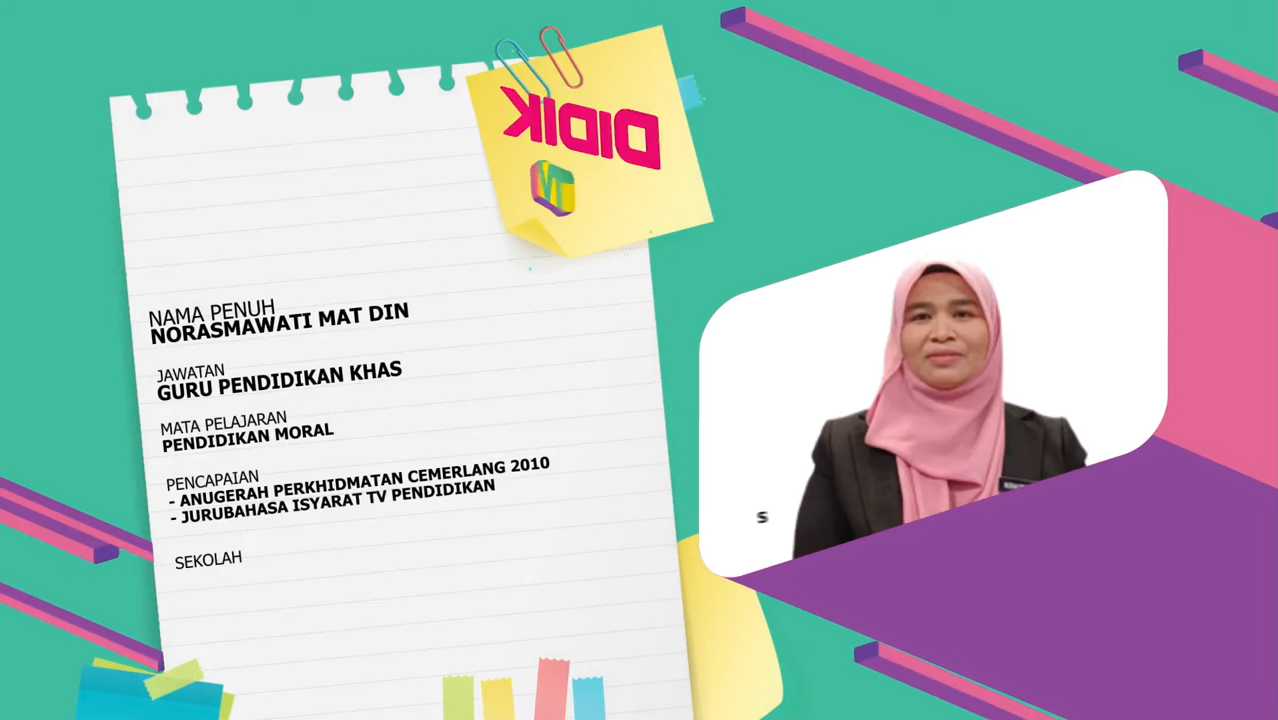 DIDIK
TV
NAMA PENUH
NORASMAWATI MAT DIN
JAWATAN
GURU PENDIDIKAN KHAS
MATA PELAJARAN
PENDIDIKAN MORAL
PENCAPAIAN
- ANUGERAH PERKHIDMATAN CEMERLANG 2010
- JURUBAHASA ISYARAT TV PENDIDIKAN
SEKOLAH
S